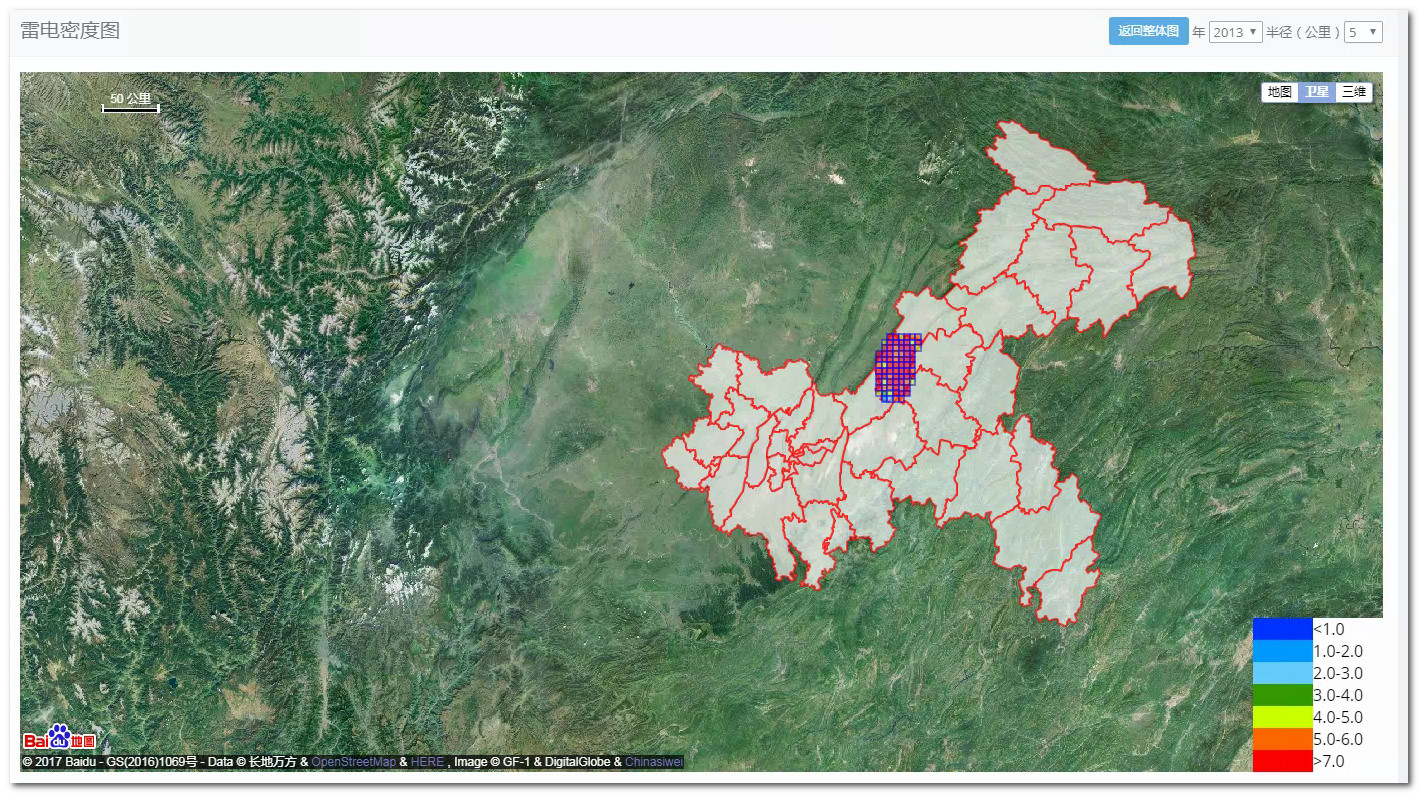 雷电密度图
返回整体图 年 2013 半径（公里） 5
50 公里
地图 卫星 三维
<1.0
1.0-2.0
2.0-3.0
3.0-4.0
4.0-5.0
5.0-6.0
>7.0
Bai du 地图
© 2017 Baidu - GS(2016)1069号 - Data © 长地万方 & OpenStreetMap & HERE , Image © GF-1 & DigitalGlobe & Chinasiwei